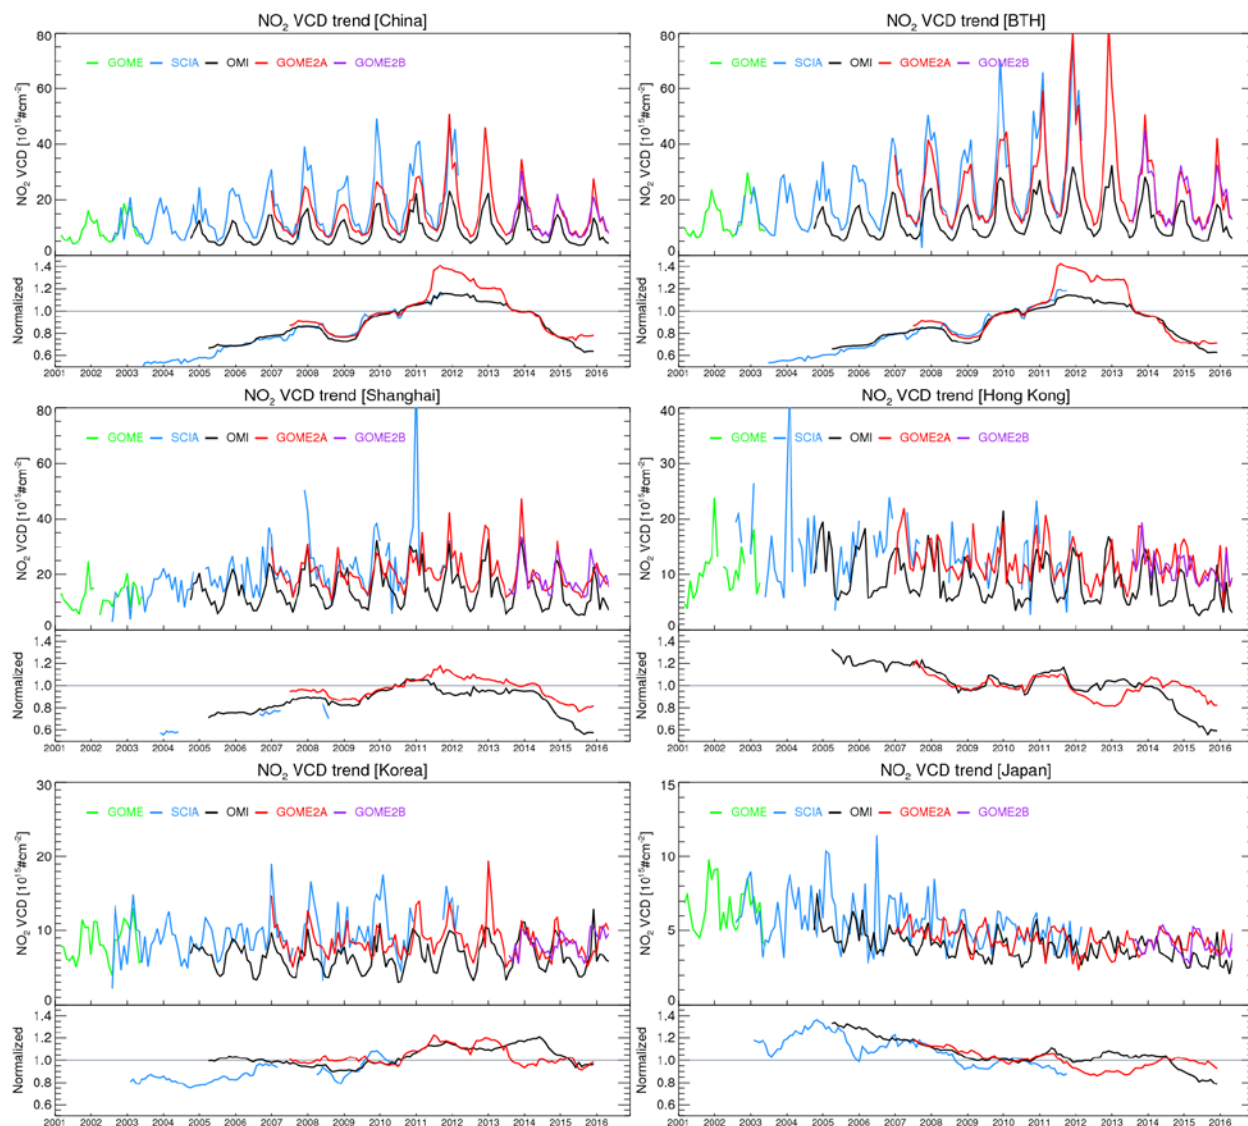 NO₂ VCD trend [China]
NO₂ VCD [10¹⁵#cm⁻²]
80
60
40
20
0
GOME SCIA OMI GOME2A GOME2B
Normalized
1.4
1.2
1.0
0.8
0.6
2001 2002 2003 2004 2005 2006 2007 2008 2009 2010 2011 2012 2013 2014 2015 2016
NO₂ VCD trend [BTH]
NO₂ VCD [10¹⁵#cm⁻²]
80
60
40
20
0
GOME SCIA OMI GOME2A GOME2B
Normalized
1.4
1.2
1.0
0.8
0.6
2001 2002 2003 2004 2005 2006 2007 2008 2009 2010 2011 2012 2013 2014 2015 2016
NO₂ VCD trend [Shanghai]
NO₂ VCD [10¹⁵#cm⁻²]
80
60
40
20
0
GOME SCIA OMI GOME2A GOME2B
Normalized
1.4
1.2
1.0
0.8
0.6
2001 2002 2003 2004 2005 2006 2007 2008 2009 2010 2011 2012 2013 2014 2015 2016
NO₂ VCD trend [Hong Kong]
NO₂ VCD [10¹⁵#cm⁻²]
40
30
20
10
0
GOME SCIA OMI GOME2A GOME2B
Normalized
1.4
1.2
1.0
0.8
0.6
2001 2002 2003 2004 2005 2006 2007 2008 2009 2010 2011 2012 2013 2014 2015 2016
NO₂ VCD trend [Korea]
NO₂ VCD [10¹⁵#cm⁻²]
30
20
10
0
GOME SCIA OMI GOME2A GOME2B
Normalized
1.4
1.2
1.0
0.8
0.6
2001 2002 2003 2004 2005 2006 2007 2008 2009 2010 2011 2012 2013 2014 2015 2016
NO₂ VCD trend [Japan]
NO₂ VCD [10¹⁵#cm⁻²]
15
10
5
0
GOME SCIA OMI GOME2A GOME2B
Normalized
1.4
1.2
1.0
0.8
0.6
2001 2002 2003 2004 2005 2006 2007 2008 2009 2010 2011 2012 2013 2014 2015 2016